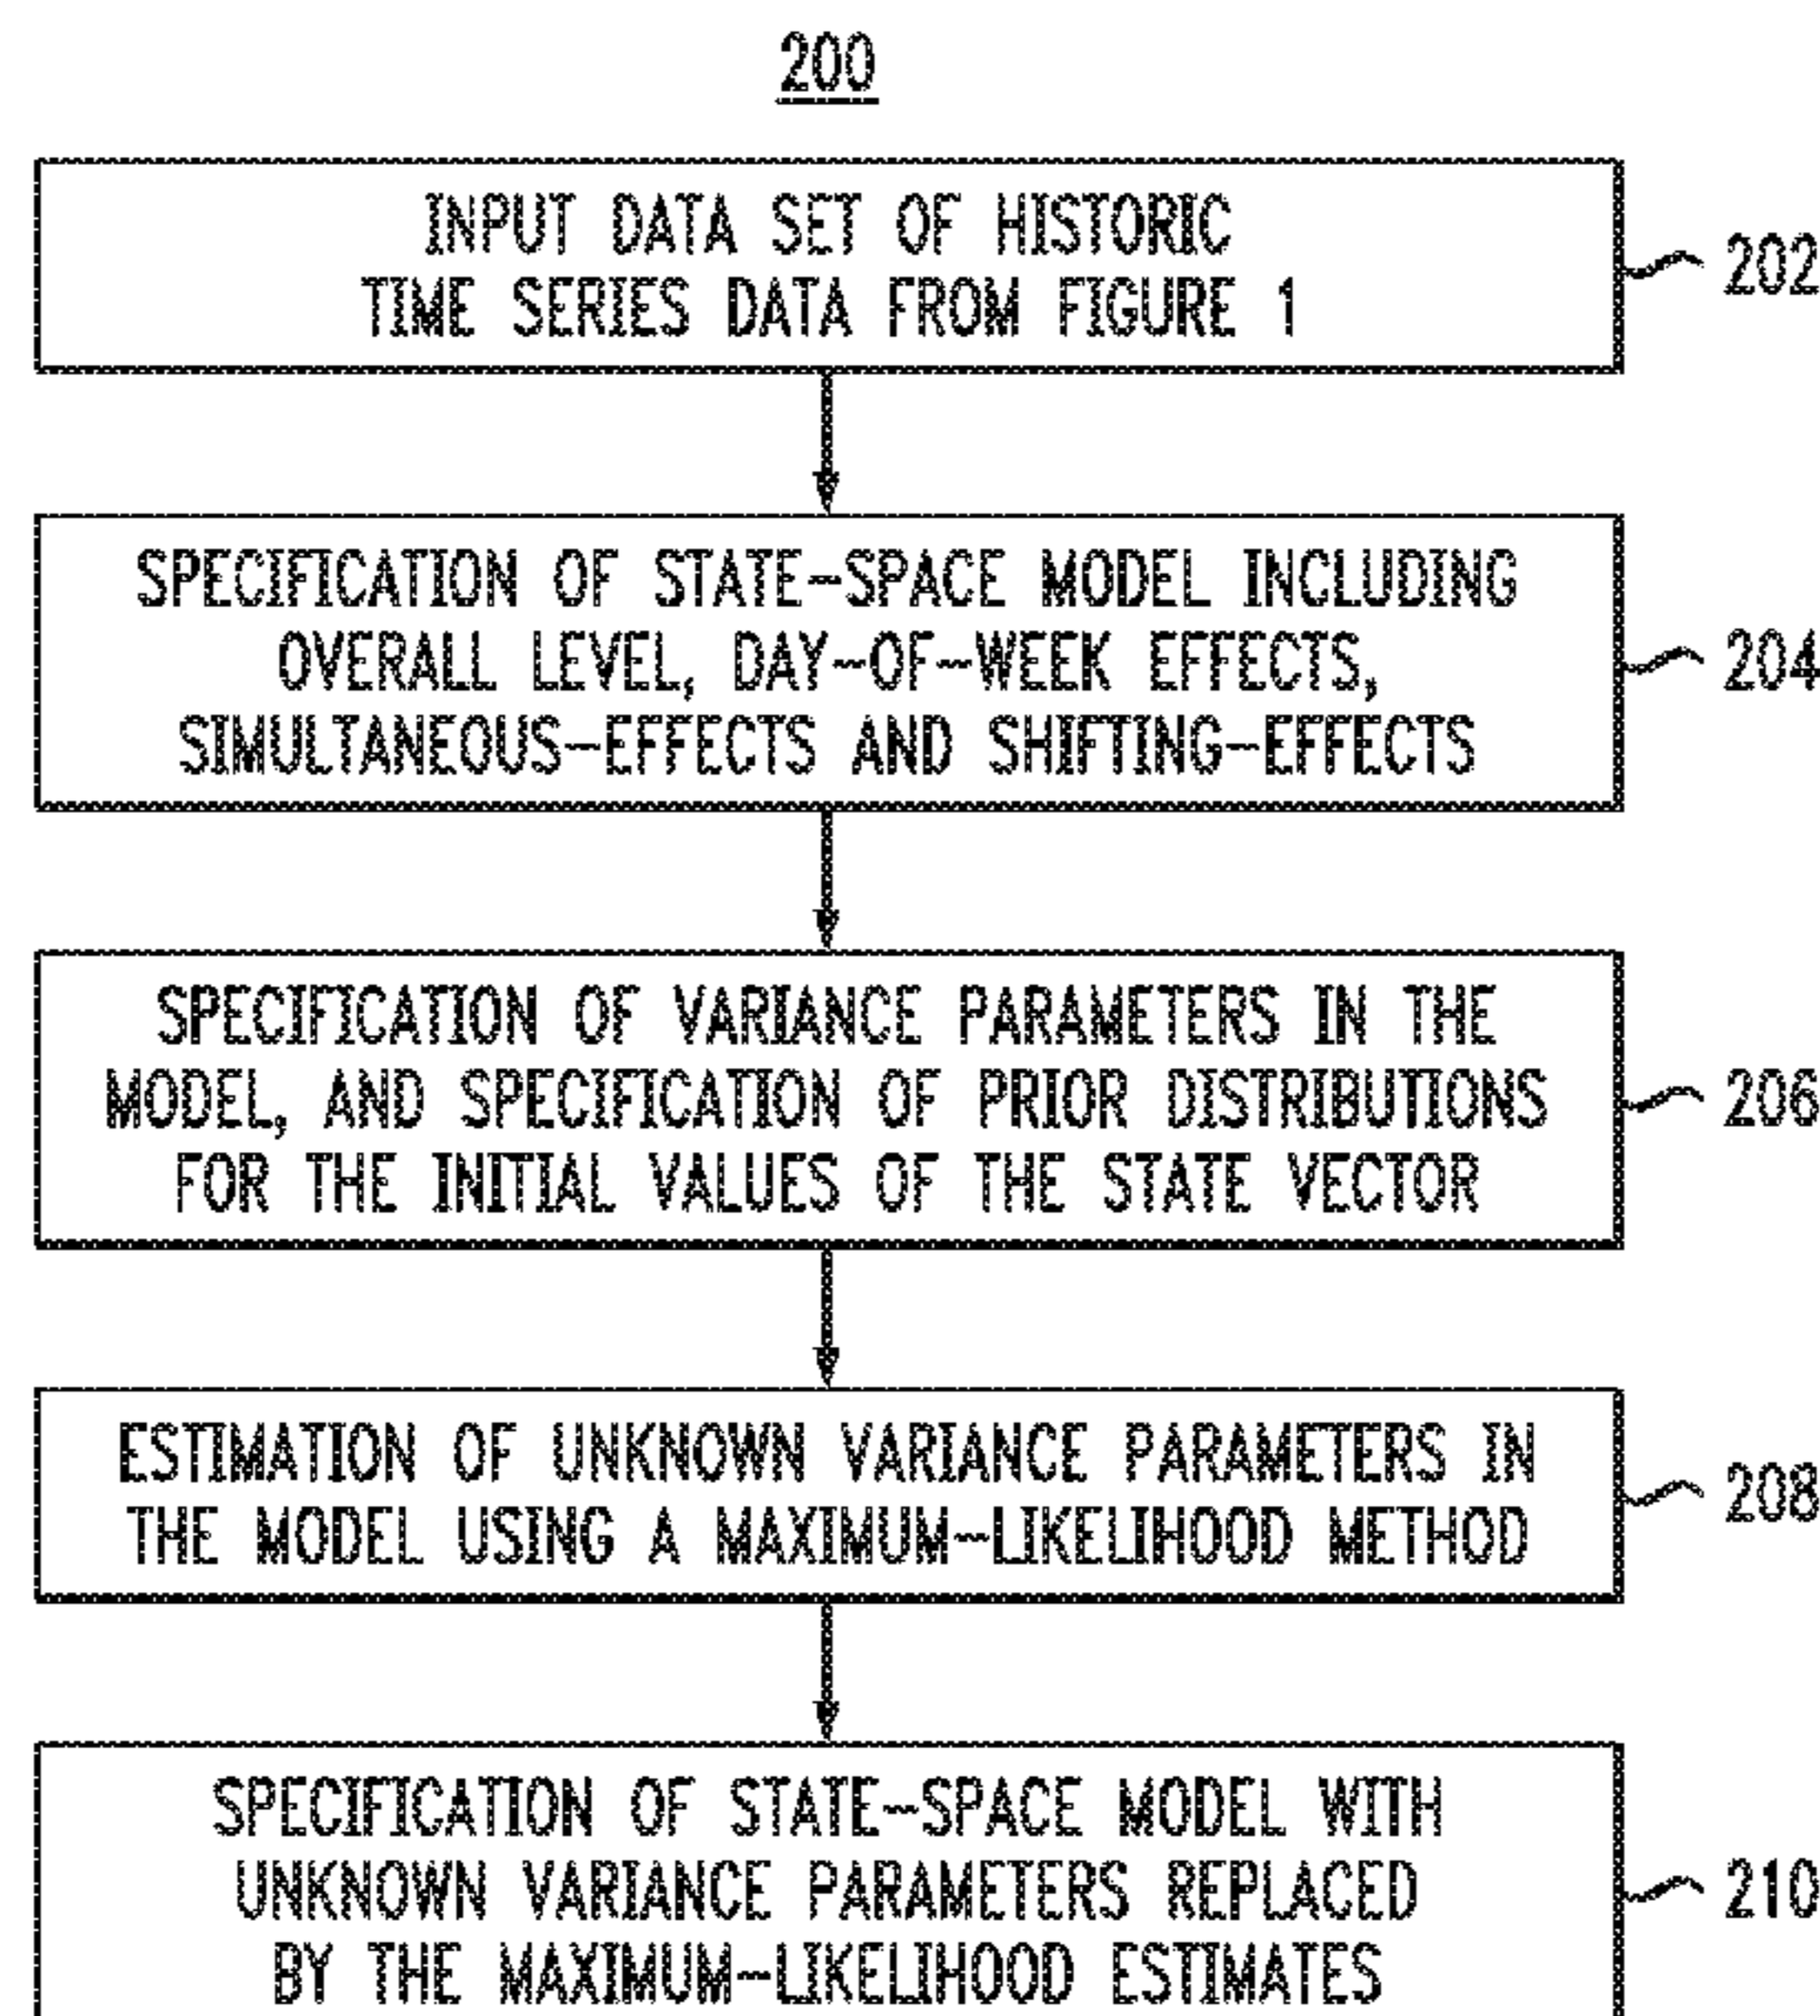 200
INPUT DATA SET OF HISTORIC
TIME SERIES DATA FROM FIGURE 1
202
SPECIFICATION OF STATE-SPACE MODEL INCLUDING
OVERALL LEVEL, DAY-OF-WEEK EFFECTS,
SIMULTANEOUS-EFFECTS AND SHIFTING-EFFECTS
204
SPECIFICATION OF VARIANCE PARAMETERS IN THE
MODEL, AND SPECIFICATION OF PRIOR DISTRIBUTIONS
FOR THE INITIAL VALUES OF THE STATE VECTOR
206
ESTIMATION OF UNKNOWN VARIANCE PARAMETERS IN
THE MODEL USING A MAXIMUM-LIKELIHOOD METHOD
208
SPECIFICATION OF STATE-SPACE MODEL WITH
UNKNOWN VARIANCE PARAMETERS REPLACED
BY THE MAXIMUM-LIKELIHOOD ESTIMATES
210